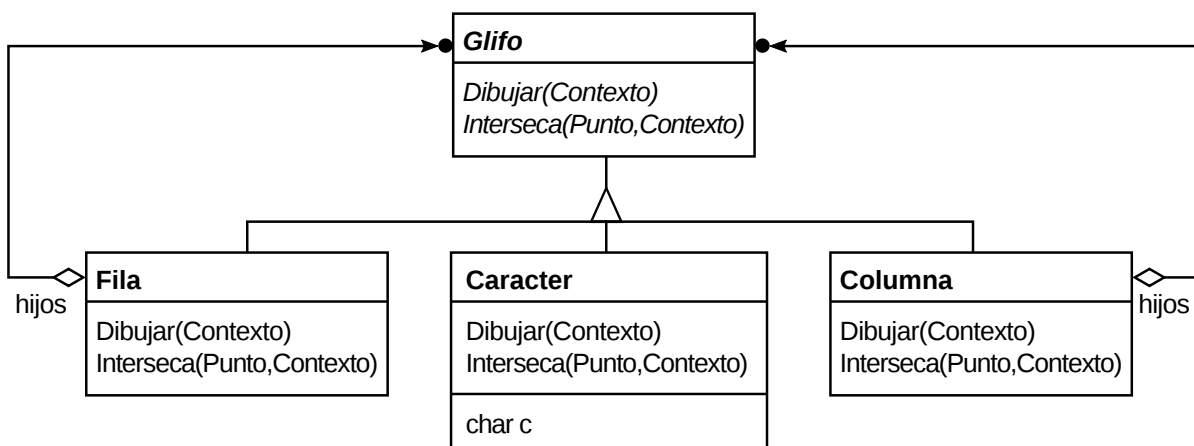 Glifo
Dibujar(Contexto)
Interseca(Punto,Contexto)
Fila
Dibujar(Contexto)
Interseca(Punto,Contexto)
hijos
Caracter
Dibujar(Contexto)
Interseca(Punto,Contexto)
char c
Columna
Dibujar(Contexto)
Interseca(Punto,Contexto)
hijos